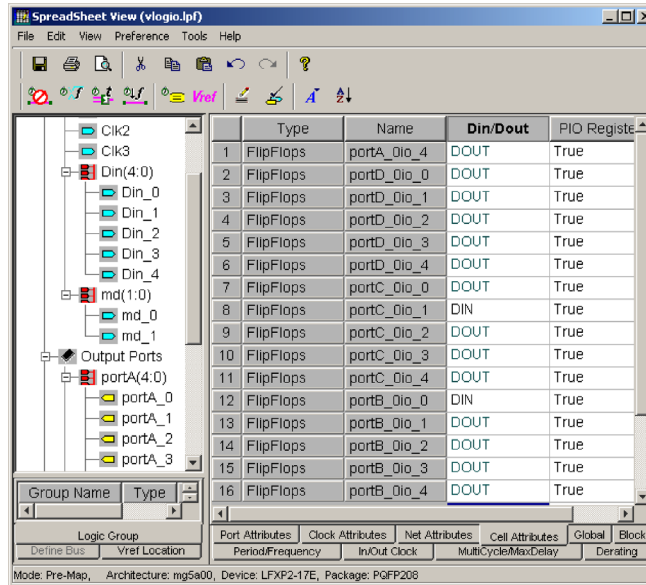 SpreadSheet View (vlogio.lpf)
File Edit View Preference Tools Help
Vref
Clk2
Clk3
Din(4:0)
Din_0
Din_1
Din_2
Din_3
Din_4
md(1:0)
md_0
md_1
Output Ports
portA(4:0)
portA_0
portA_1
portA_2
portA_3
Group Name Type
Logic Group
Define Bus Vref Location
Type Name Din/Dout PIO Registe
1 FlipFlops portA_0io_4 DOUT True
2 FlipFlops portD_0io_0 DOUT True
3 FlipFlops portD_0io_1 DOUT True
4 FlipFlops portD_0io_2 DOUT True
5 FlipFlops portD_0io_3 DOUT True
6 FlipFlops portD_0io_4 DOUT True
7 FlipFlops portC_0io_0 DOUT True
8 FlipFlops portC_0io_1 DIN True
9 FlipFlops portC_0io_2 DOUT True
10 FlipFlops portC_0io_3 DOUT True
11 FlipFlops portC_0io_4 DOUT True
12 FlipFlops portB_0io_0 DIN True
13 FlipFlops portB_0io_1 DOUT True
14 FlipFlops portB_0io_2 DOUT True
15 FlipFlops portB_0io_3 DOUT True
16 FlipFlops portB_0io_4 DOUT True
Port Attributes Clock Attributes Net Attributes Cell Attributes Global Block
Period/Frequency In/Out Clock MultiCycle/MaxDelay Derating
Mode: Pre-Map, Architecture: mg5a00, Device: LFXP2-17E, Package: PQFP208